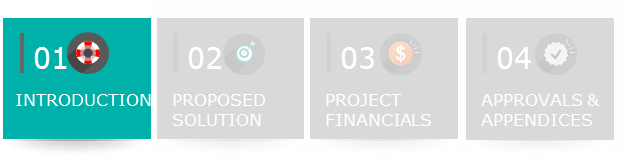 01
INTRODUCTION
02
PROPOSED
SOLUTION
03
$
PROJECT
FINANCIALS
04
APPROVALS &
APPENDICES